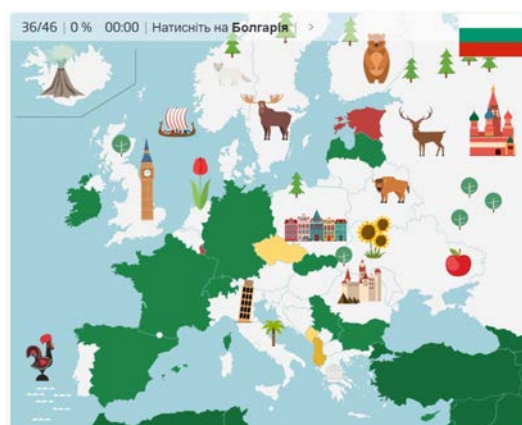 36/46 | 0 % | 00:00 | Натисніть на Болгарія | >